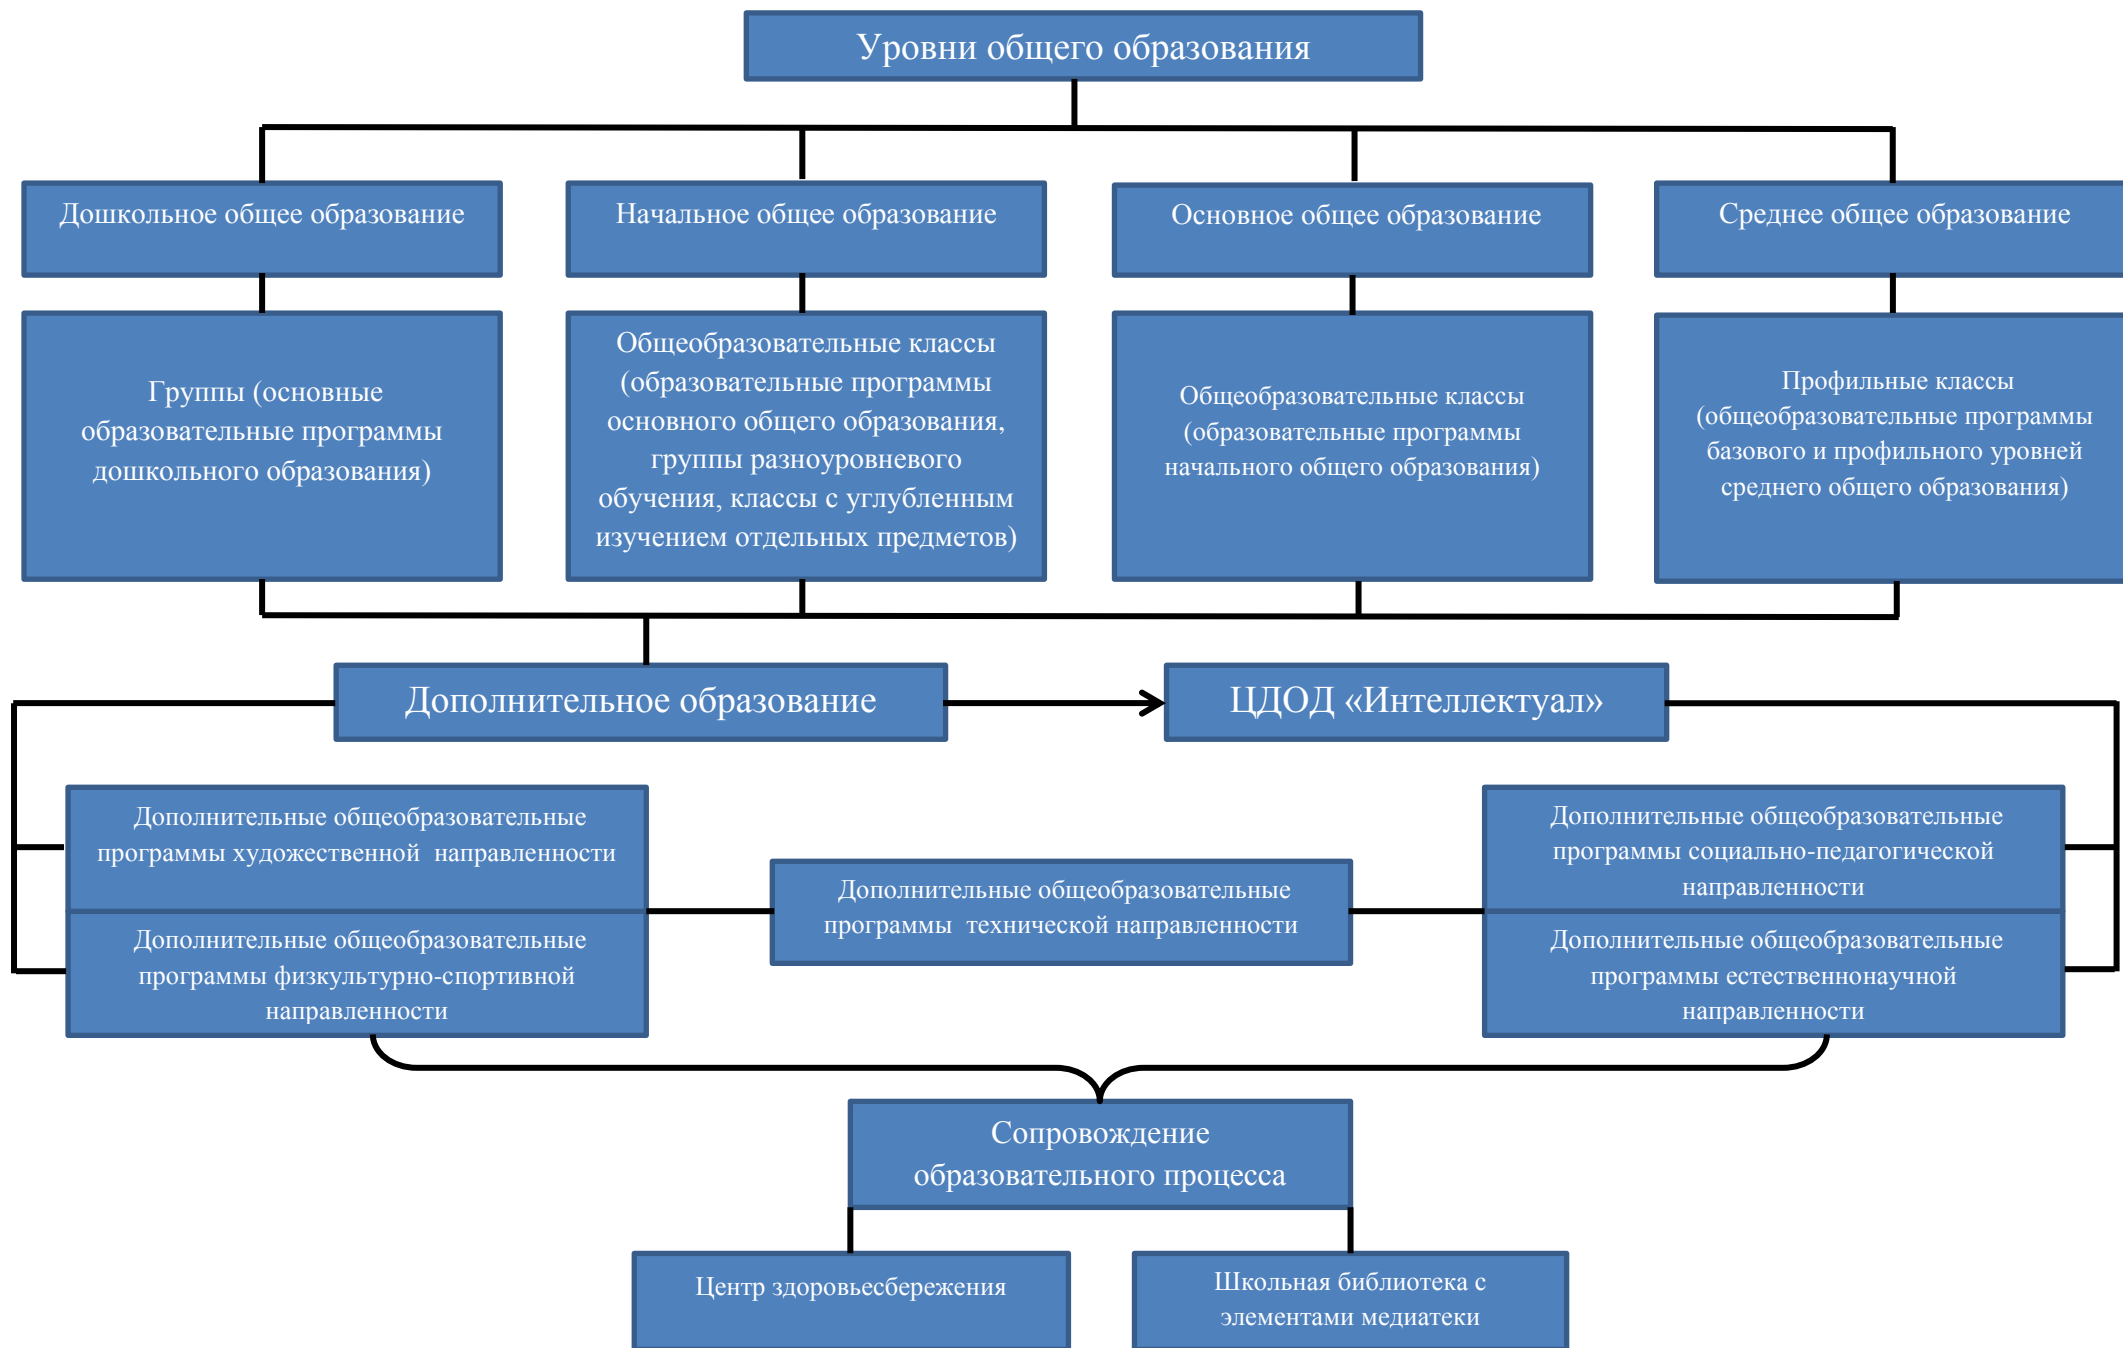 Уровни общего образования
Дошкольное общее образование
Начальное общее образование
Основное общее образование
Среднее общее образование
Группы (основные
образовательные программы
дошкольного образования)
Общеобразовательные классы
(образовательные программы
основного общего образования,
группы разноуровневого
обучения, классы с углубленным
изучением отдельных предметов)
Общеобразовательные классы
(образовательные программы
начального общего образования)
Профильные классы
(общеобразовательные программы
базового и профильного уровней
среднего общего образования)
Дополнительное образование
ЦДОД «Интеллектуал»
Дополнительные общеобразовательные
программы художественной направленности
Дополнительные общеобразовательные
программы физкультурно-спортивной
направленности
Дополнительные общеобразовательные
программы технической направленности
Дополнительные общеобразовательные
программы социально-педагогической
направленности
Дополнительные общеобразовательные
программы естественнонаучной
направленности
Сопровождение
образовательного процесса
Центр здоровьесбережения
Школьная библиотека с
элементами медиатеки